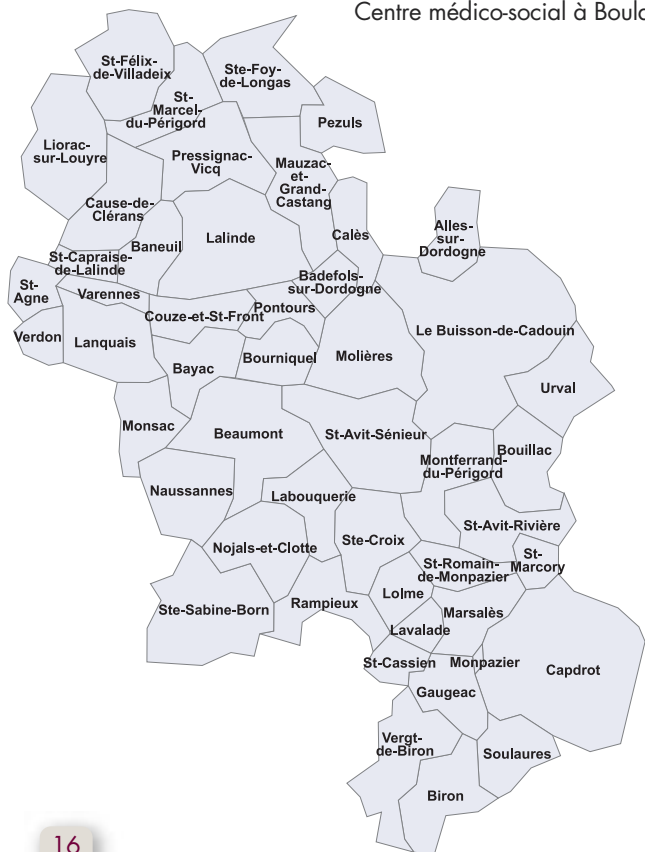 Centre médico-social à Boula
St-Félix-
de-Villadeix
Ste-Foy-
de-Longas
St-
Marcel-
du-Périgord
Pezuls
Liorac-
sur-Louyre
Pressignac-
Vicq
Mauzac-
et-
Grand-
Castang
Cause-de-
Clérans
Alles-
sur-
Dordogne
Calès
Lalinde
Baneuil
St-Capraise-
de-Lalinde
Badefols-
sur-Dordogne
St-
Agne
Varennes
Pontours
Couze-et-St-Front
Le Buisson-de-Cadouin
Verdon
Lanquais
Bourniquel
Molières
Bayac
Urval
Monsac
Beaumont
St-Avit-Sénieur
Bouillac
Montferrand-
du-Périgord
Naussannes
Labouquerie
St-Avit-Rivière
Ste-Croix
Nojals-et-Clotte
St-
Marcory
St-Romain-
de-Monpazier
Lolme
Rampieux
Ste-Sabine-Born
Marsalès
Lavalade
St-Cassien
Monpazier
Capdrot
Gaugeac
Vergt-
de-Biron
Soulaures
Biron
16